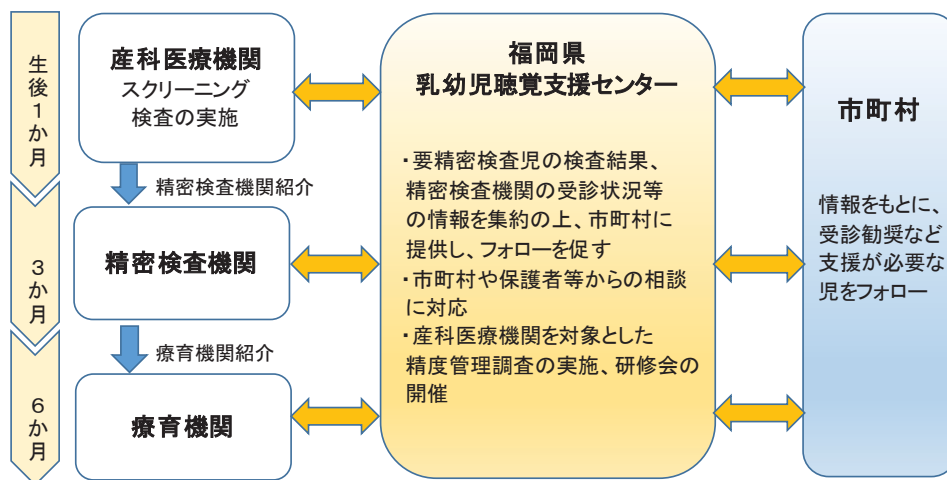 生後1か月
3か月
6か月
産科医療機関
スクリーニング
検査の実施
精密検査機関紹介
精密検査機関
療育機関紹介
療育機関
福岡県
乳幼児聴覚支援センター
・要精密検査児の検査結果、
精密検査機関の受診状況等
の情報を集約の上、市町村に
提供し、フォローを促す
・市町村や保護者等からの相談
に対応
・産科医療機関を対象とした
精度管理調査の実施、研修会の
開催
市町村
情報をもとに、
受診勧奨など
支援が必要な
児をフォロー